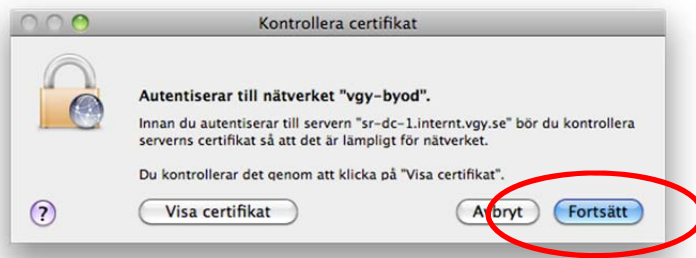 Kontrollera certifikat
Autentiserar till nätverket "vgy-byod".
Innan du autentiserar till servern "sr-dc-1.internt.vgy.se" bör du kontrollera
serverns certifikat så att det är lämpligt för nätverket.
Du kontrollerar det genom att klicka på "Visa certifikat".
?
Visa certifikat
Avbryt
Fortsätt